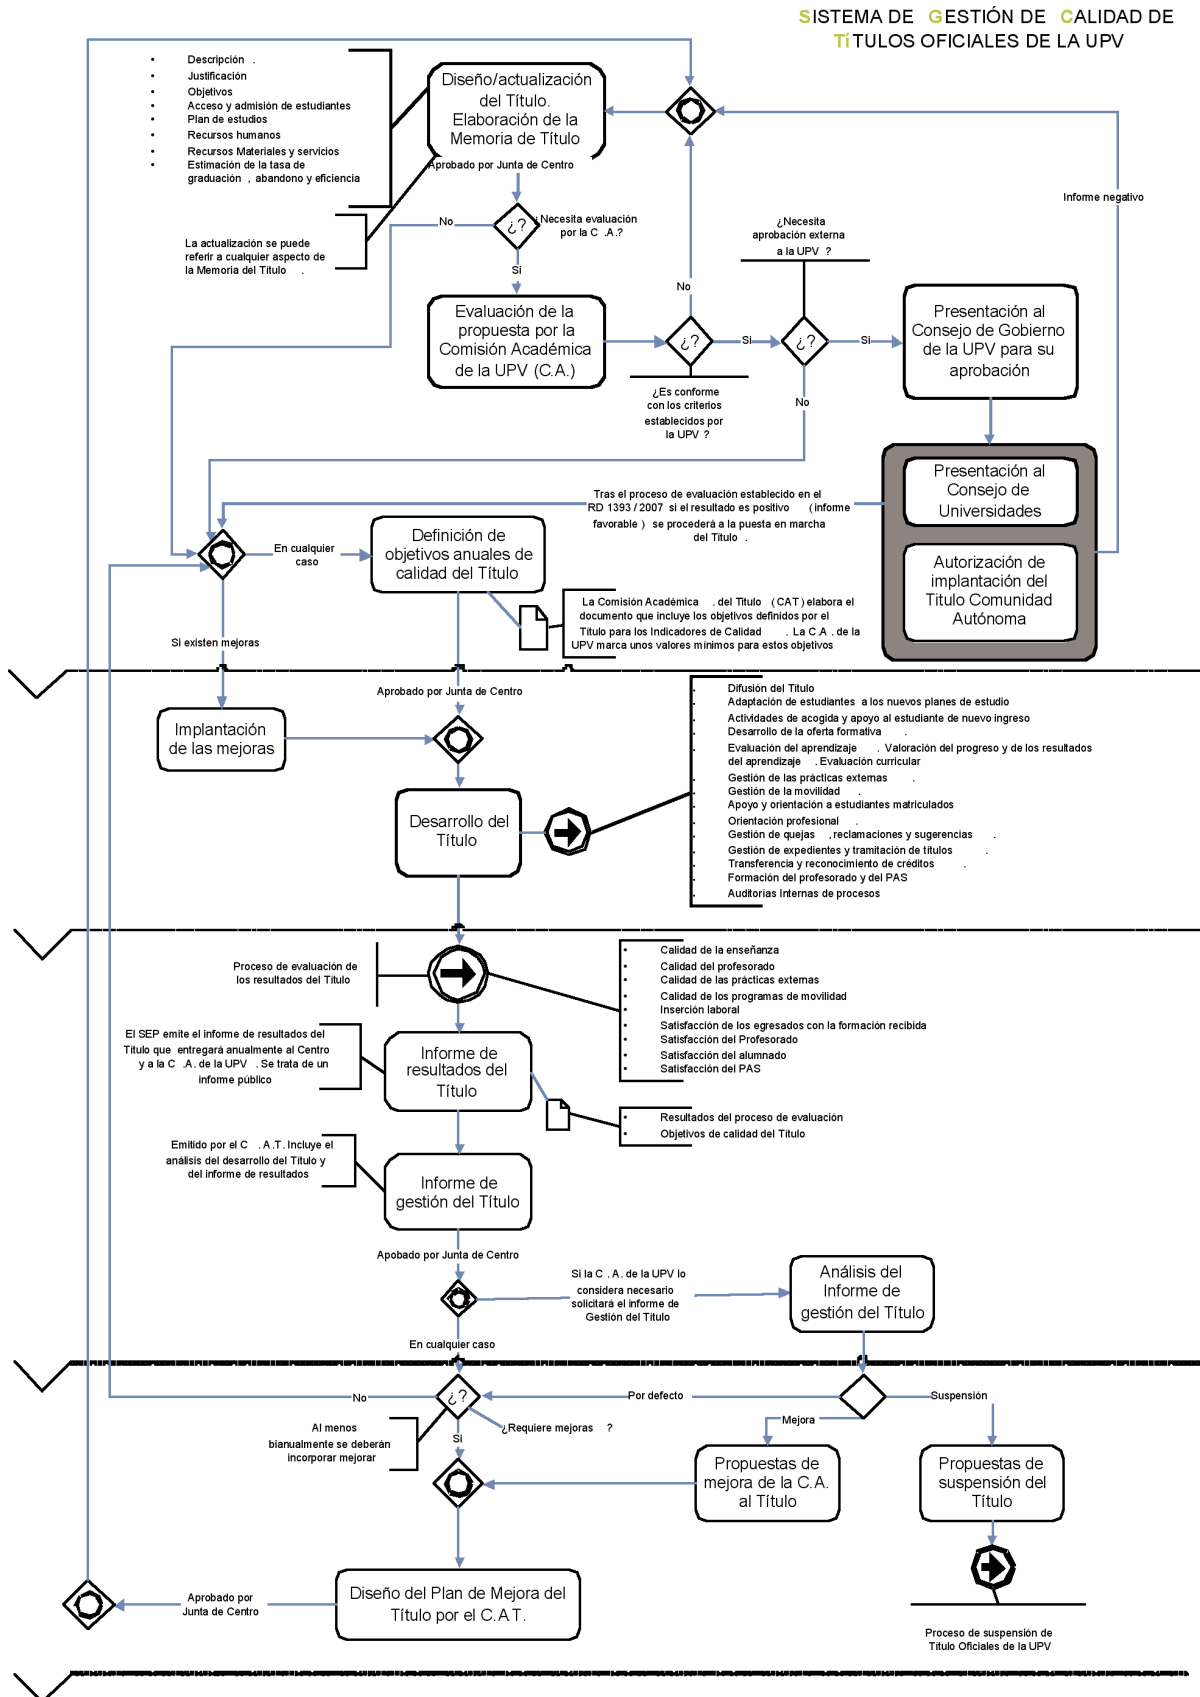 SISTEMA DE GESTIÓN DE CALIDAD DE
TíTULOS OFICIALES DE LA UPV
• Descripción .
• Justificación
• Objetivos
• Acceso y admisión de estudiantes
• Plan de estudios
• Recursos humanos
• Recursos Materiales y servicios
• Estimación de la tasa de
graduación , abandono y eficiencia
Diseño/actualización
del Título.
Elaboración de la
Memoria de Título
Aprobado por Junta de Centro
La actualización se puede
referir a cualquier aspecto de
la Memoria del Título .
No
¿?
¿Necesita evaluación
por la C .A.?
Si
Informe negativo
¿Necesita
aprobación externa
a la UPV ?
No
Evaluación de la
propuesta por la
Comisión Académica
de la UPV (C.A.)
¿?
Si
¿?
Si
¿Es conforme
con los criterios
establecidos por
la UPV ?
No
Presentación al
Consejo de Gobierno
de la UPV para su
aprobación
Presentación al
Consejo de
Universidades
Autorización de
implantación del
Titulo Comunidad
Autónoma
Tras el proceso de evaluación establecido en el
RD 1393 / 2007 si el resultado es positivo (informe
favorable ) se procederá a la puesta en marcha
del Título .
En cualquier
caso
Definición de
objetivos anuales de
calidad del Título
La Comisión Académica . del Título (CAT) elabora el
documento que incluye los objetivos definidos por el
Título para los Indicadores de Calidad . La C.A . de la
UPV marca unos valores mínimos para estos objetivos
Si existen mejoras
Aprobado por Junta de Centro
Implantación
de las mejoras
Desarrollo del
Título
. Difusión del Título
. Adaptación de estudiantes a los nuevos planes de estudio
. Actividades de acogida y apoyo al estudiante de nuevo ingreso
. Desarrollo de la oferta formativa .
. Evaluación del aprendizaje . Valoración del progreso y de los resultados
del aprendizaje . Evaluación curricular
. Gestión de las prácticas externas .
. Gestión de la movilidad .
. Apoyo y orientación a estudiantes matriculados
. Orientación profesional .
. Gestión de quejas , reclamaciones y sugerencias .
. Gestión de expedientes y tramitación de títulos .
. Transferencia y reconocimiento de créditos .
. Formación del profesorado y del PAS
. Auditorías Internas de procesos
Proceso de evaluación de
los resultados del Título
• Calidad de la enseñanza
• Calidad del profesorado
• Calidad de las prácticas externas
• Calidad de los programas de movilidad
• Inserción laboral
• Satisfacción de los egresados con la formación recibida
• Satisfacción del Profesorado
• Satisfacción del alumnado
• Satisfacción del PAS
El SEP emite el informe de resultados del
Título que entregará anualmente al Centro
y a la C .A. de la UPV . Se trata de un
informe público
Informe de
resultados del
Título
• Resultados del proceso de evaluación
• Objetivos de calidad del Título
Emitido por el C . A.T. Incluye el
análisis del desarrollo del Título y
del informe de resultados
Informe de
gestión del Título
Apobado por Junta de Centro
Si la C . A. de la UPV lo
considera necesario
solicitará el informe de
Gestión del Título
Análisis del
Informe de
gestión del Título
En cualquier caso
No
¿?
Por defecto
Suspensión
Mejora
¿Requiere mejoras ?
Al menos
bianualmente se deberán
incorporar mejorar
Si
Propuestas de
mejora de la C.A.
al Título
Propuestas de
suspensión del
Título
Diseño del Plan de Mejora del
Título por el C.A.T.
Aprobado por
Junta de Centro
Proceso de suspensión de
Titulo Oficiales de la UPV